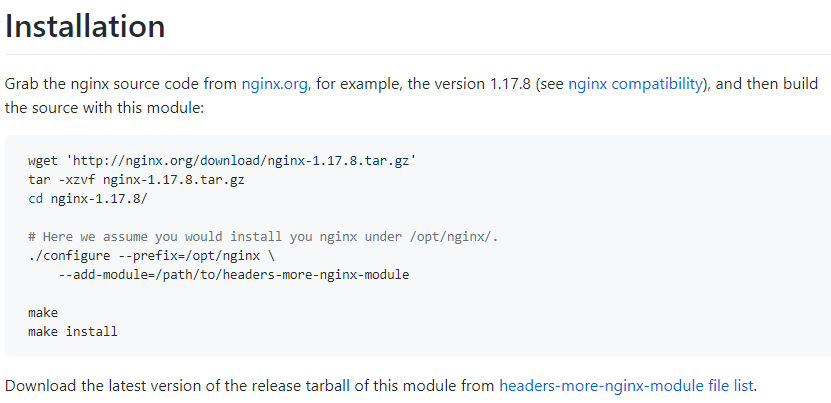 Installation
Grab the nginx source code from nginx.org, for example, the version 1.17.8 (see nginx compatibility), and then build
the source with this module:
wget 'http://nginx.org/download/nginx-1.17.8.tar.gz'
tar -xzvf nginx-1.17.8.tar.gz
cd nginx-1.17.8/
# Here we assume you would install you nginx under /opt/nginx/.
./configure --prefix=/opt/nginx \
--add-module=/path/to/headers-more-nginx-module
make
make install
Download the latest version of the release tarball of this module from headers-more-nginx-module file list.